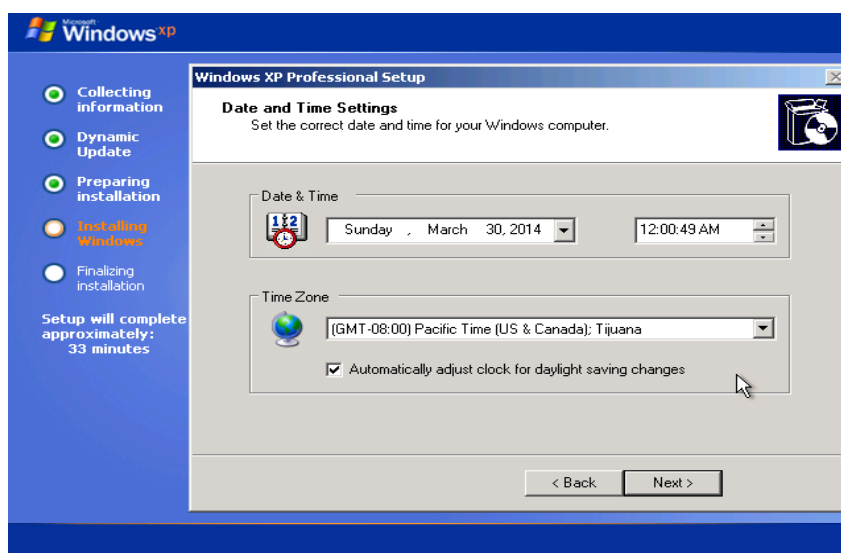 Microsoft
Windows xp
Collecting
information
Dynamic
Update
Preparing
installation
Installing
Windows
Finalizing
installation
Setup will complete
approximately:
33 minutes
Windows XP Professional Setup
Date and Time Settings
Set the correct date and time for your Windows computer.
Date & Time
1 2
Sunday , March 30, 2014
12:00:49 AM
Time Zone
(GMT-08:00) Pacific Time (US & Canada); Tijuana
Automatically adjust clock for daylight saving changes
< Back
Next >